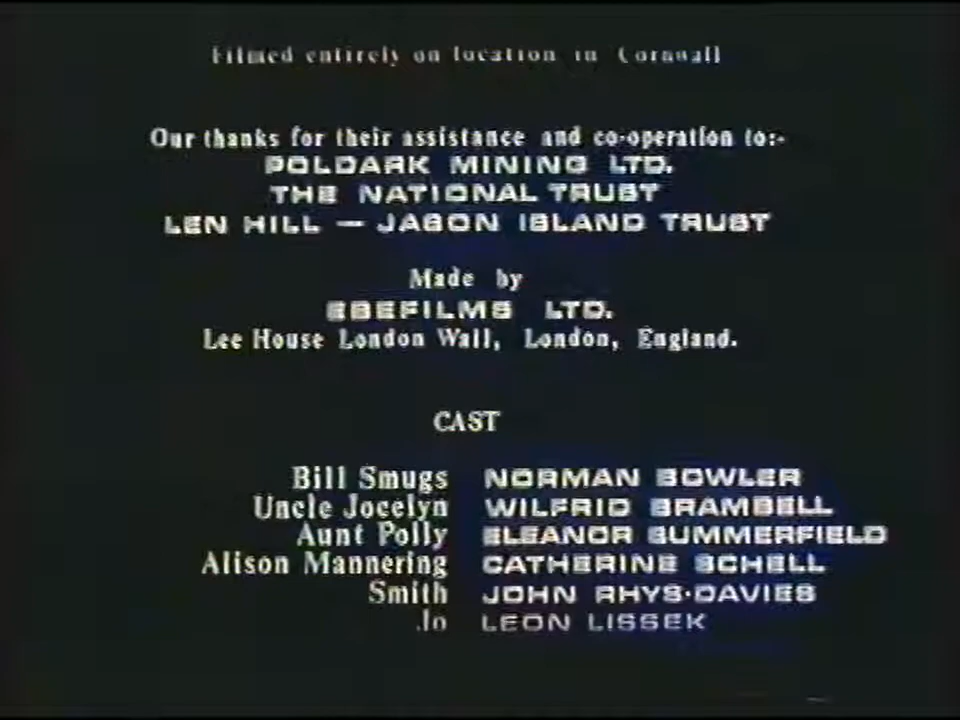 Filmed entirely on location in Cornwall
Our thanks for their assistance and co-operation to:-
POLDARK MINING LTD.
THE NATIONAL TRUST
LEN HILL — JASON ISLAND TRUST
Made by
EBEFILMS LTD.
Lee House London Wall, London, England.
CAST
Bill Smugs NORMAN BOWLER
Uncle Jocelyn WILFRID BRAMBELL
Aunt Polly ELEANOR SUMMERFIELD
Alison Mannering CATHERINE SCHELL
Smith JOHN RHYS-DAVIES
Jo LEON LISSEK